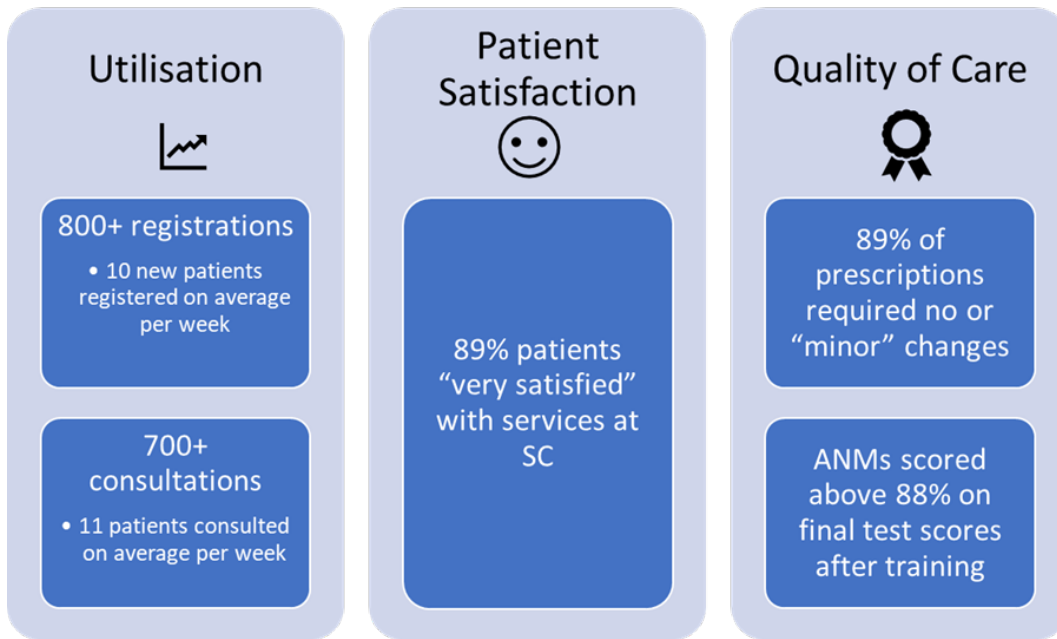 Utilisation
800+ registrations
• 10 new patients
registered on average
per week
700+
consultations
• 11 patients consulted
on average per week
Patient
Satisfaction
89% patients
“very satisfied”
with services at
SC
Quality of Care
89% of
prescriptions
required no or
“minor” changes
ANMs scored
above 88% on
final test scores
after training